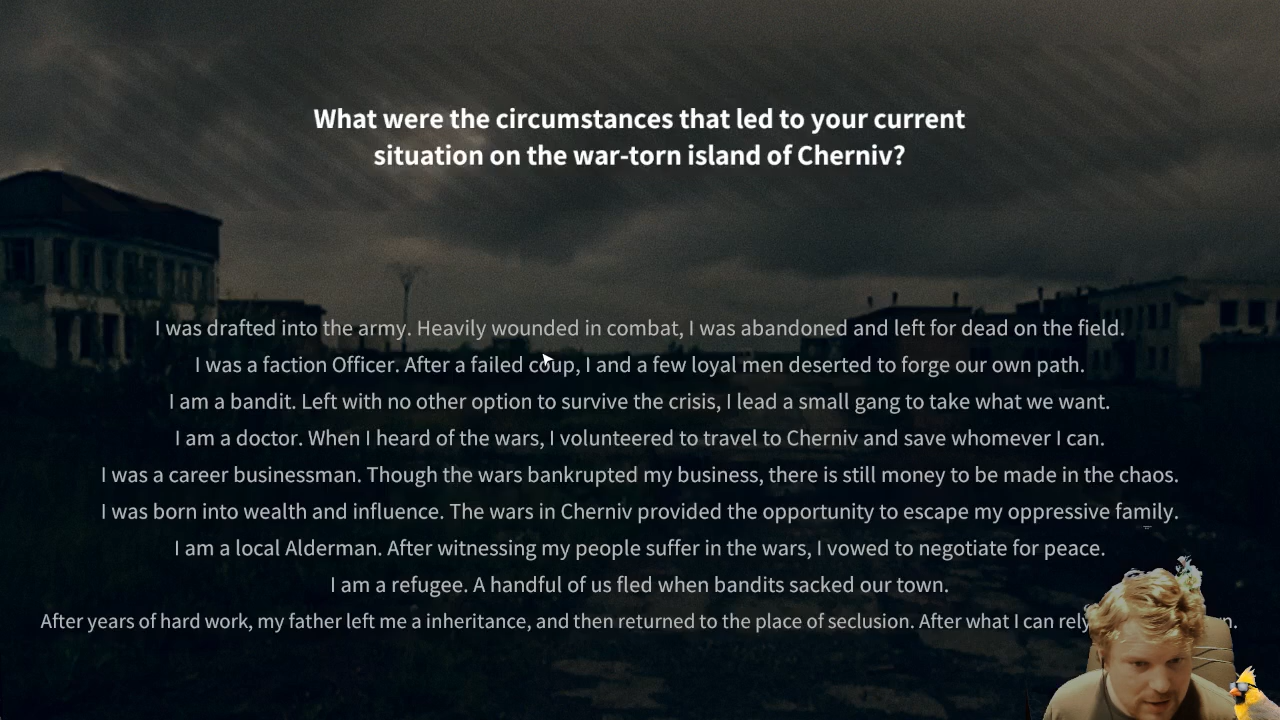 What were the circumstances that led to your current
situation on the war-torn island of Cherniv?
I was drafted into the army. Heavily wounded in combat, I was abandoned and left for dead on the field.
I was a faction Officer. After a failed coup, I and a few loyal men deserted to forge our own path.
I am a bandit. Left with no other option to survive the crisis, I lead a small gang to take what we want.
I am a doctor. When I heard of the wars, I volunteered to travel to Cherniv and save whomever I can.
I was a career businessman. Though the wars bankrupted my business, there is still money to be made in the chaos.
I was born into wealth and influence. The wars in Cherniv provided the opportunity to escape my oppressive family.
I am a local Alderman. After witnessing my people suffer in the wars, I vowed to negotiate for peace.
I am a refugee. A handful of us fled when bandits sacked our town.
After years of hard work, my father left me a inheritance, and then returned to the place of seclusion. After what I can rely